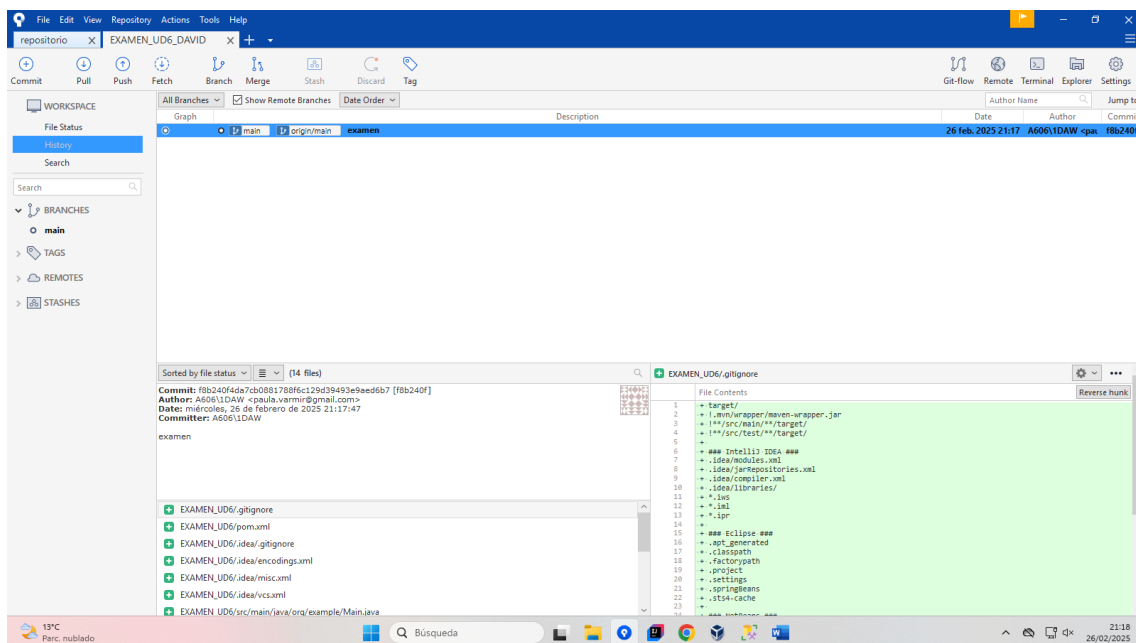 File Edit View Repository Actions Tools Help
repositorio X EXAMEN_UD6_DAVID X +
Commit Pull Push Fetch Branch Merge Stash Discard Tag Git-flow Remote Terminal Explorer Settings
WORKSPACE
File Status
History
Search
Search
BRANCHES
main
TAGS
REMOTES
STASHES
All Branches Show Remote Branches Date Order Author Name Jump to
Graph Description Date Author Commi
main origin/main examen 26 feb. 2025 21:17 A606\1DAW <pau f8b240f
Sorted by file status (14 files)
Commit: f8b240f4da7cb0881788f6c129d39493e9aed6b7 [f8b240f]
Author: A606\1DAW <paula.varmir@gmail.com>
Date: miércoles, 26 de febrero de 2025 21:17:47
Committer: A606\1DAW
examen
EXAMEN_UD6/.gitignore
EXAMEN_UD6/pom.xml
EXAMEN_UD6/.idea/.gitignore
EXAMEN_UD6/.idea/encodings.xml
EXAMEN_UD6/.idea/misc.xml
EXAMEN_UD6/.idea/vcs.xml
EXAMEN_UD6/src/main/java/org/example/Main.java
EXAMEN_UD6/.gitignore
File Contents Reverse hunk
1 + target/
2 + !.mvn/wrapper/maven-wrapper.jar
3 + !**/src/main/**/target/
4 + !**/src/test/**/target/
5 +
6 + ### IntelliJ IDEA ###
7 + .idea/modules.xml
8 + .idea/jarRepositories.xml
9 + .idea/compiler.xml
10 + .idea/libraries/
11 + *.iws
12 + *.iml
13 + *.ipr
14 +
15 + ### Eclipse ###
16 + .apt_generated
17 + .classpath
18 + .factorypath
19 + .project
20 + .settings
21 + .springBeans
22 + .sts4-cache
23 +
24 + ### NetBeans ###
13°C
Parc. nublado
Búsqueda
21:18
26/02/2025